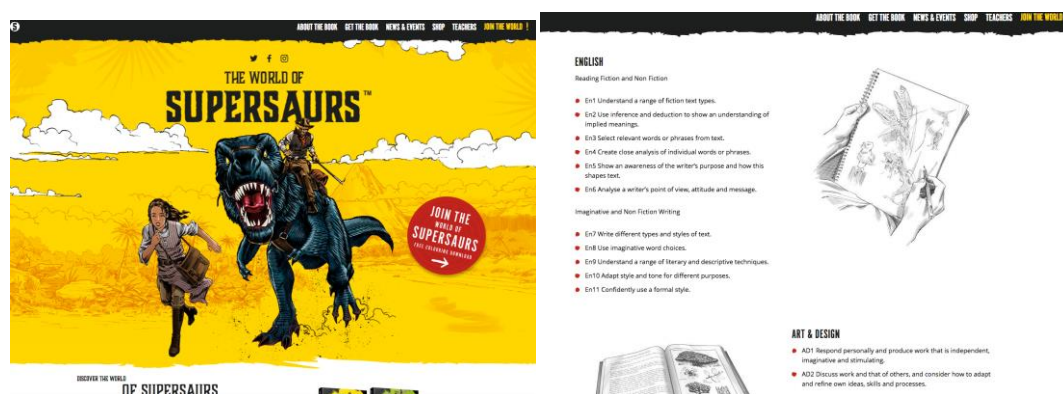 S
ABOUT THE BOOK GET THE BOOK NEWS & EVENTS SHOP TEACHERS JOIN THE WORLD
THE WORLD OF
SUPERSAURS™
JOIN THE
WORLD OF
SUPERSAURS
FREE COLOURING DOWNLOAD
DISCOVER THE WORLD
OF SUPERSAURS
ABOUT THE BOOK GET THE BOOK NEWS & EVENTS SHOP TEACHERS JOIN THE WORLD
ENGLISH
Reading Fiction and Non Fiction
En1 Understand a range of fiction text types.
En2 Use inference and deduction to show an understanding of
implied meanings.
En3 Select relevant words or phrases from text.
En4 Create close analysis of individual words or phrases.
En5 Show an awareness of the writer's purpose and how this
shapes text.
En6 Analyse a writer's point of view, attitude and message.
Imaginative and Non Fiction Writing
En7 Write different types and styles of text.
En8 Use imaginative word choices.
En9 Understand a range of literary and descriptive techniques.
En10 Adapt style and tone for different purposes.
En11 Confidently use a formal style.
ART & DESIGN
AD1 Respond personally and produce work that is independent,
imaginative and stimulating.
AD2 Discuss work and that of others, and consider how to adapt
and refine own ideas, skills and processes.